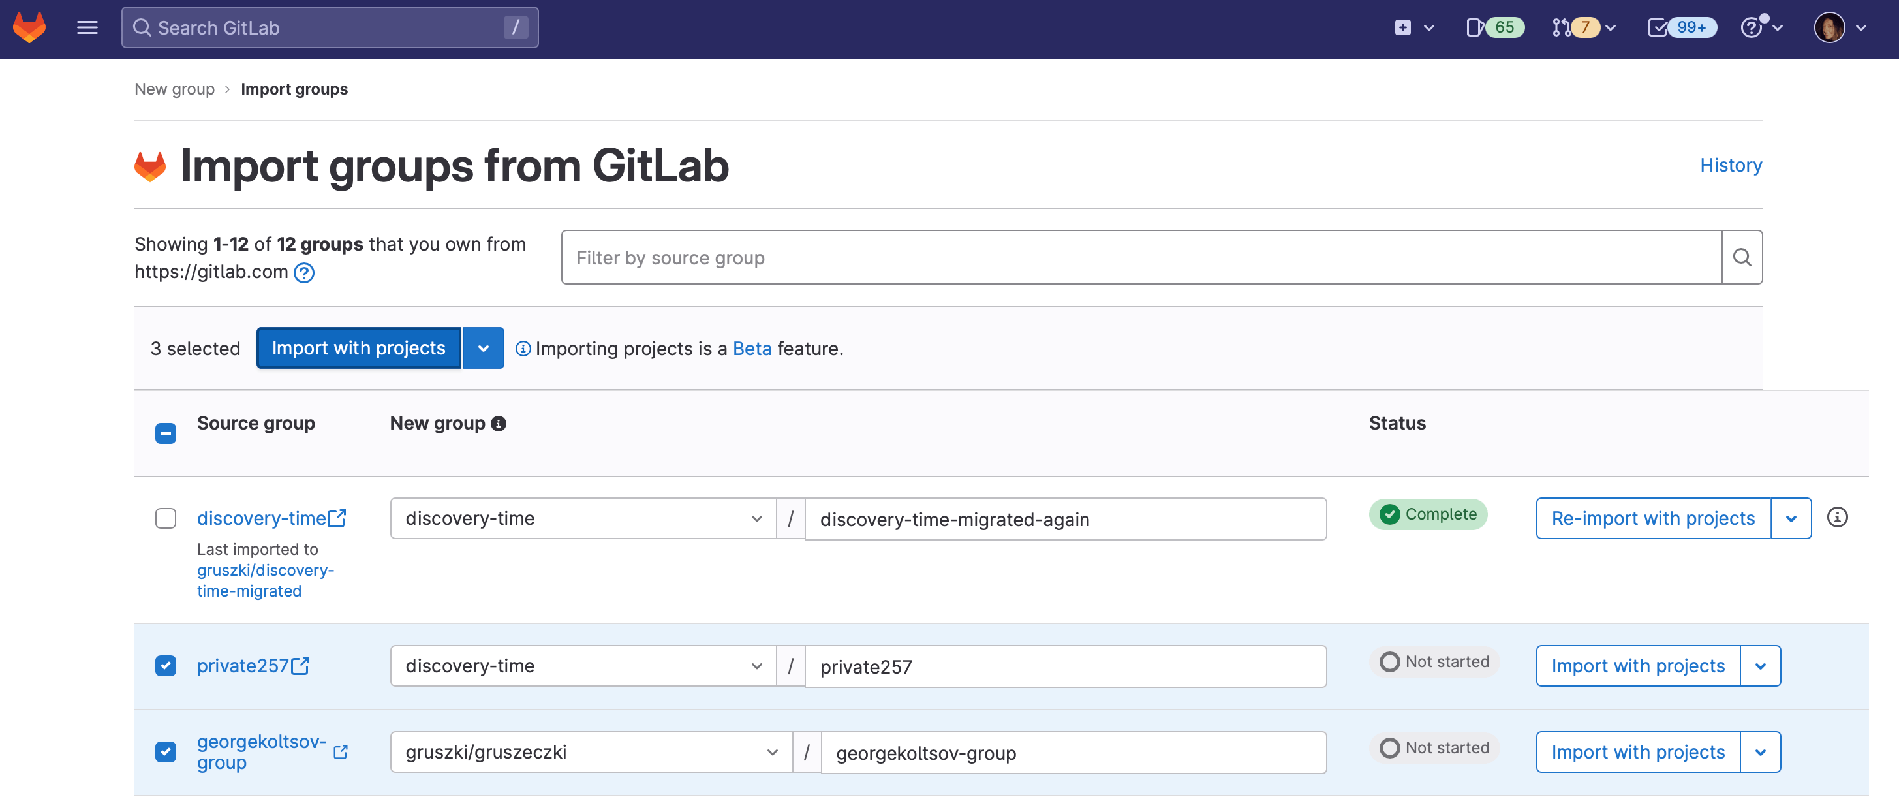 Search GitLab /
65
7
99+
New group › Import groups
Import groups from GitLab
History
Showing 1-12 of 12 groups that you own from
https://gitlab.com
Filter by source group
3 selected
Import with projects
Importing projects is a Beta feature.
Source group
New group
Status
discovery-time
Last imported to
gruszki/discovery-
time-migrated
discovery-time / discovery-time-migrated-again
Complete
Re-import with projects
private257
discovery-time / private257
Not started
Import with projects
georgekoltsov-
group
gruszki/gruszeczki / georgekoltsov-group
Not started
Import with projects